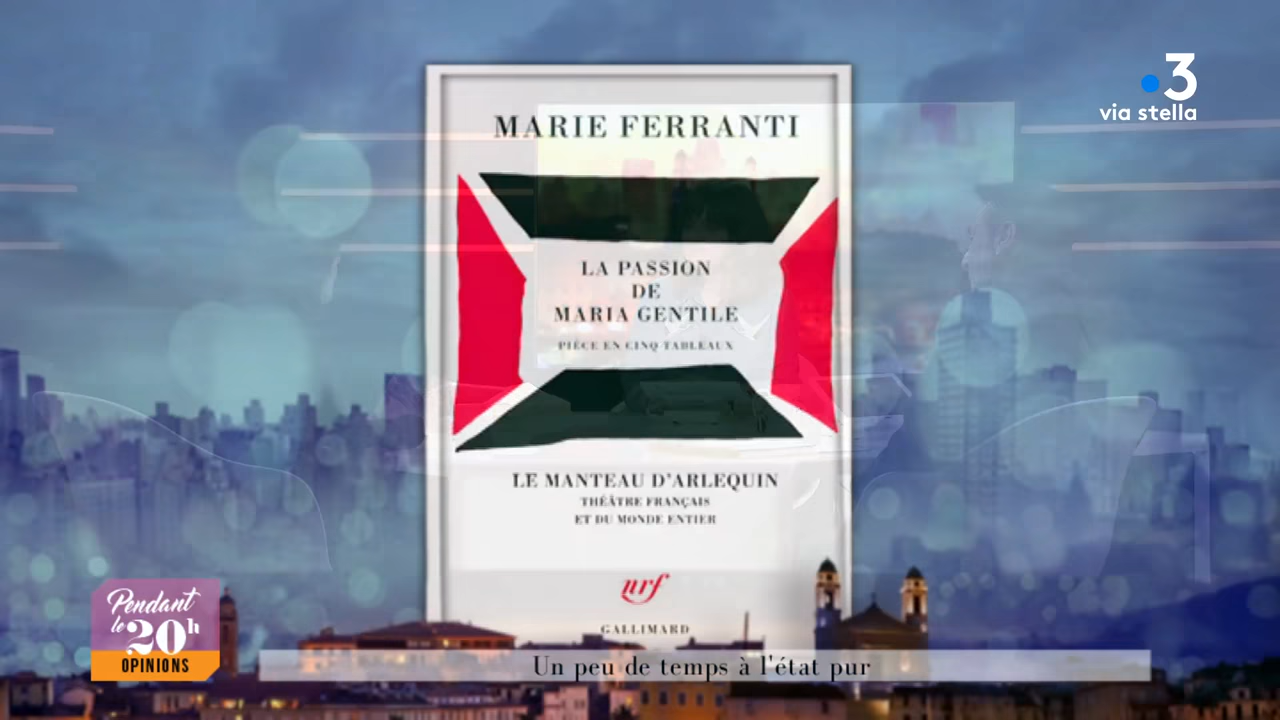 3
via stella
MARIE FERRANTI
LA PASSION
DE
MARIA GENTILE
PIÈCE EN CINQ TABLEAUX
LE MANTEAU D'ARLEQUIN
THÉÂTRE FRANÇAIS
ET DU MONDE ENTIER
nrf
GALLIMARD
Pendant
le 20h
OPINIONS
Un peu de temps à l'état pur